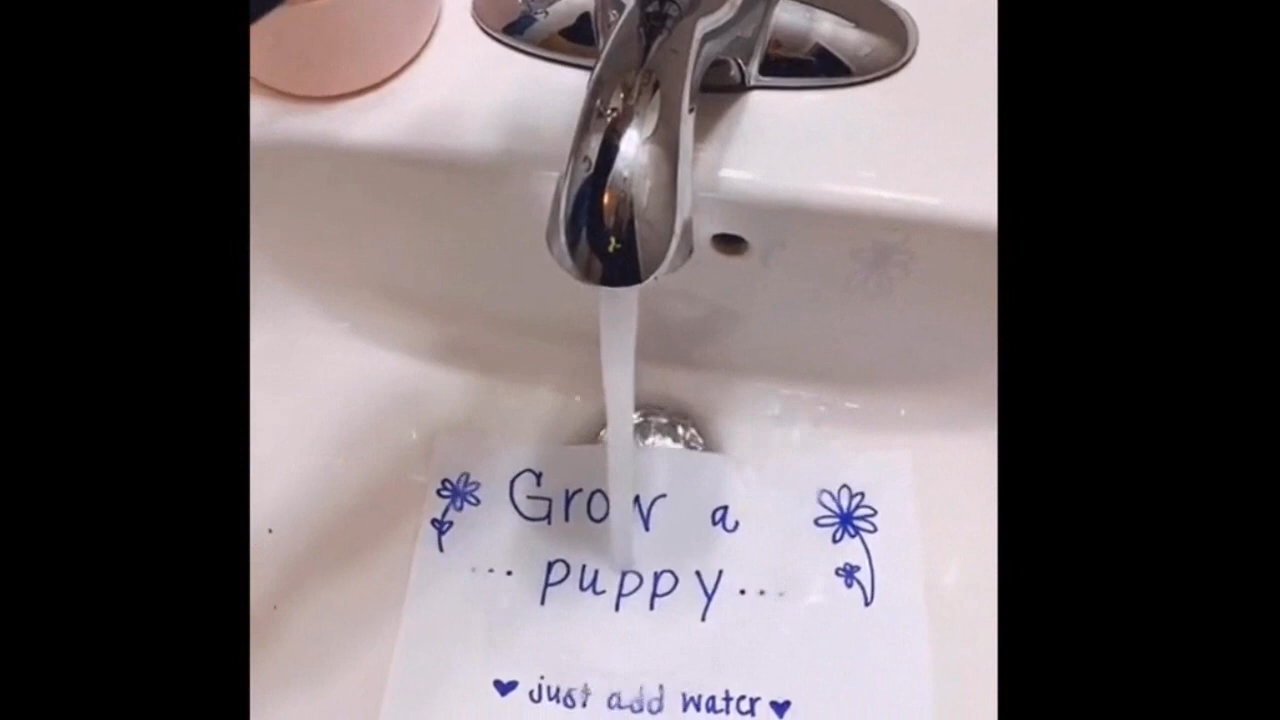 Grow a
... puppy...
♥ just add water ♥